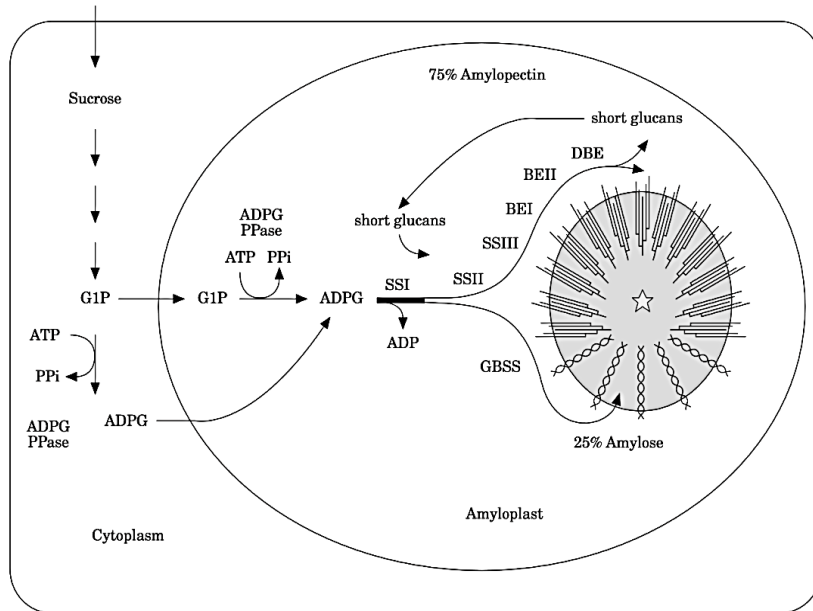 75% Amylopectin
Sucrose
short glucans
DBE
BEII
ADPG
PPase
BEI
short glucans
SSIII
ATP PPi
SSI
SSII
G1P
G1P
ADPG
ATP
ADP
PPi
GBSS
ADPG
PPase
ADPG
25% Amylose
Amyloplast
Cytoplasm